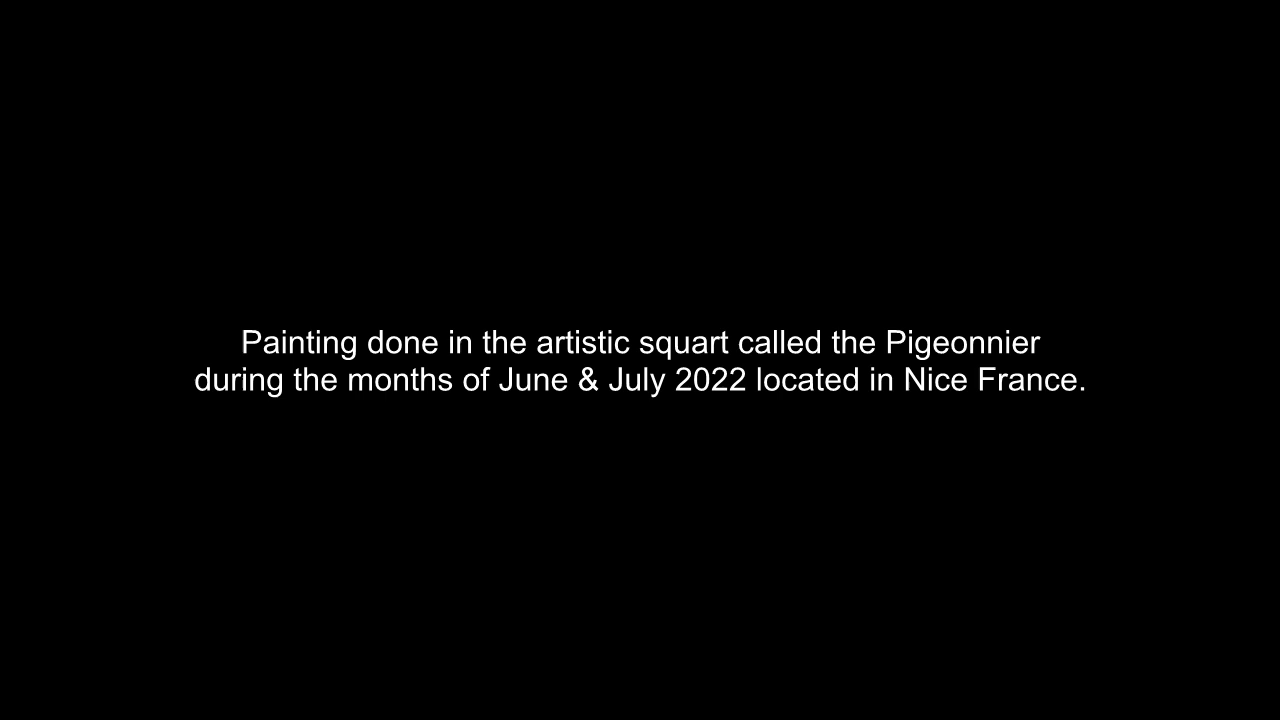 Painting done in the artistic squart called the Pigeonnier
during the months of June & July 2022 located in Nice France.